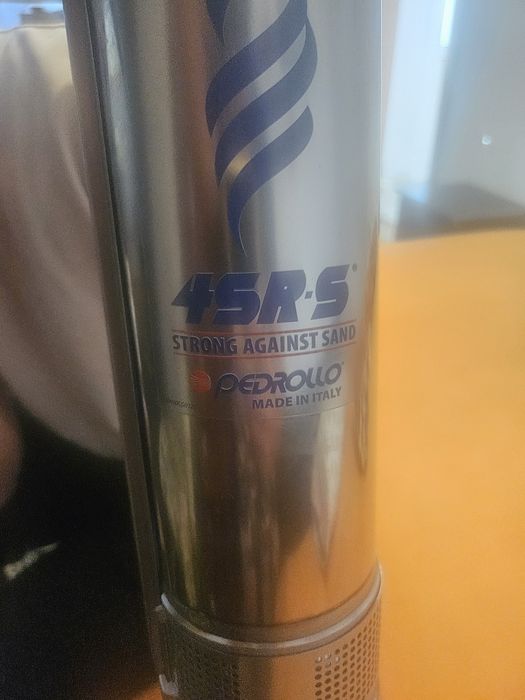 4SR·S®
STRONG AGAINST SAND
PEDROLLO®
MADE IN ITALY